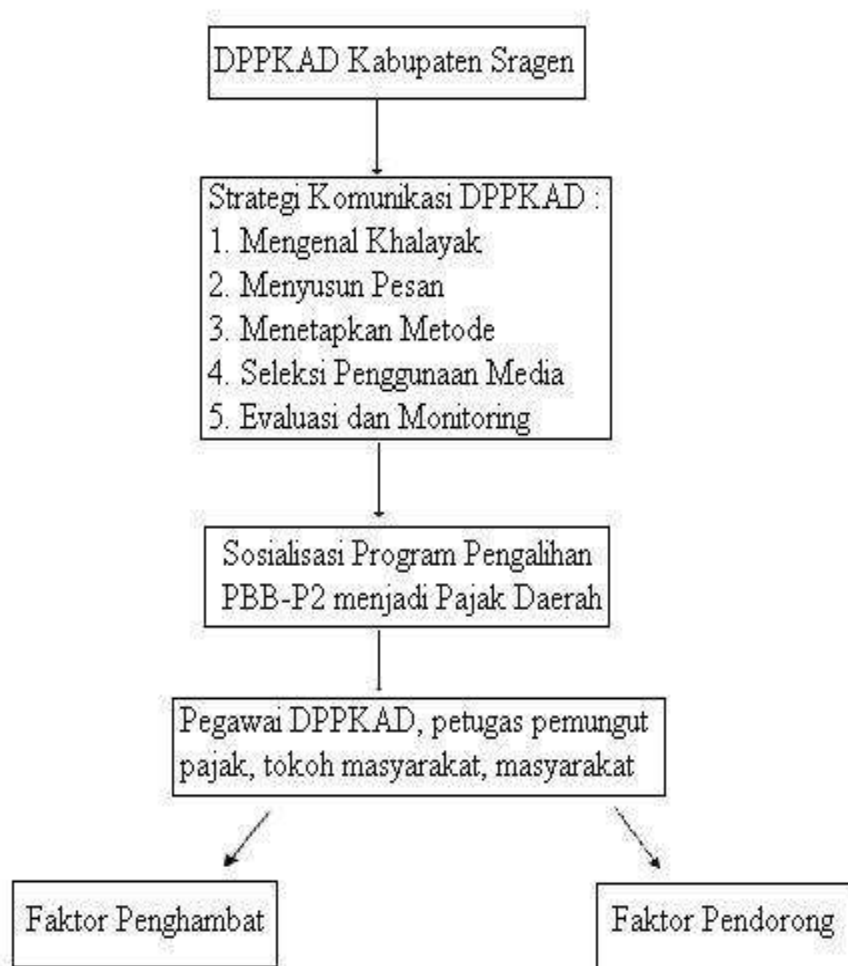 DPPKAD Kabupaten Sragen
Strategi Komunikasi DPPKAD :
1. Mengenal Khalayak
2. Menyusun Pesan
3. Menetapkan Metode
4. Seleksi Penggunaan Media
5. Evaluasi dan Monitoring
Sosialisasi Program Pengalihan
PBB-P2 menjadi Pajak Daerah
Pegawai DPPKAD, petugas pemungut
pajak, tokoh masyarakat, masyarakat
Faktor Penghambat
Faktor Pendorong